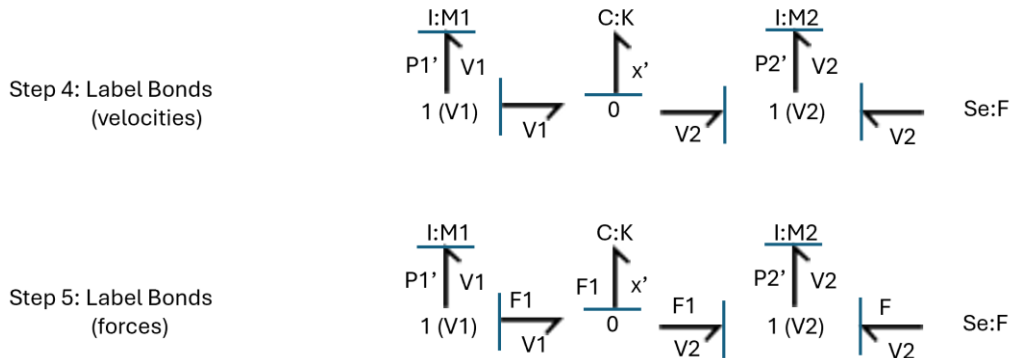 I:M1 C:K I:M2
P1’ V1 x’ P2’ V2
Step 4: Label Bonds
(velocities)
1 (V1) 0 1 (V2) Se:F
V1 V2 V2
I:M1 C:K I:M2
P1’ V1 F1 x’ P2’ V2
Step 5: Label Bonds
F1 F1 F
(forces)
1 (V1) 0 1 (V2) Se:F
V1 V2 V2